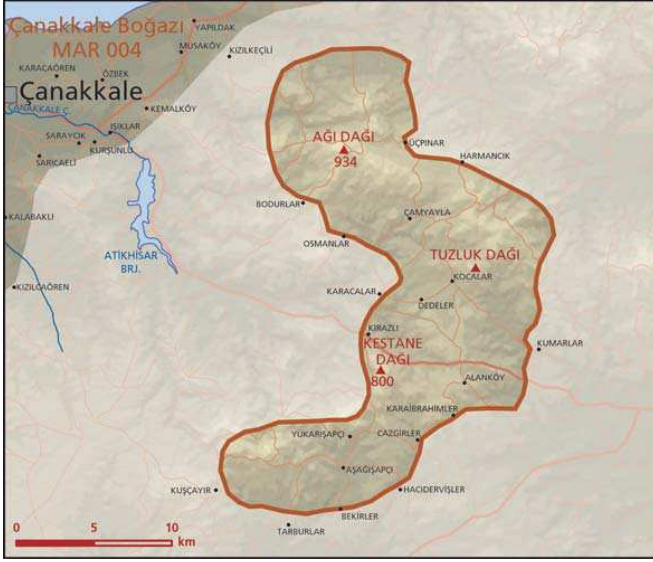 Çanakkale Boğazı
MAR 004
YAPILDAK
MUSAKÖY
KIZILKEÇİLİ
KARACAÖREN
ÖZBEK
Çanakkale
ÇANAKKALE Ç.
KEMALKÖY
IŞIKLAR
SARAYCIK
KURŞUNLU
SARICAELİ
AĞI DAĞI
934
ÜÇPINAR
HARMANCIK
BODURLAR
KALABAKLI
ÇAMYAYLA
OSMANLAR
ATİKHİSAR
BRJ.
TUZLUK DAĞI
KIZILCAÖREN
KOCALAR
KARACALAR
DEDELER
KİRAZLI
KESTANE
DAĞI
800
KUMARLAR
ALANKÖY
KARAİBRAHİMLER
YUKARIŞAPÇI
CAZGİRLER
AŞAĞIŞAPÇI
KUŞÇAYIR
HACIDERVİŞLER
BEKİRLER
TARBURLAR
0 5 10
km